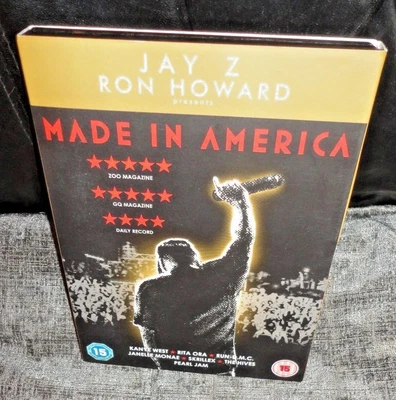 JAY Z
RON HOWARD
presents
MADE IN AMERICA
★★★★★
ZOO MAGAZINE
★★★★★
GQ MAGAZINE
★★★★
DAILY RECORD
KANYE WEST ★ RITA ORA ★ RUN-D.M.C.
JANELLE MONAE ★ SKRILLEX ★ THE HIVES
PEARL JAM
15
15